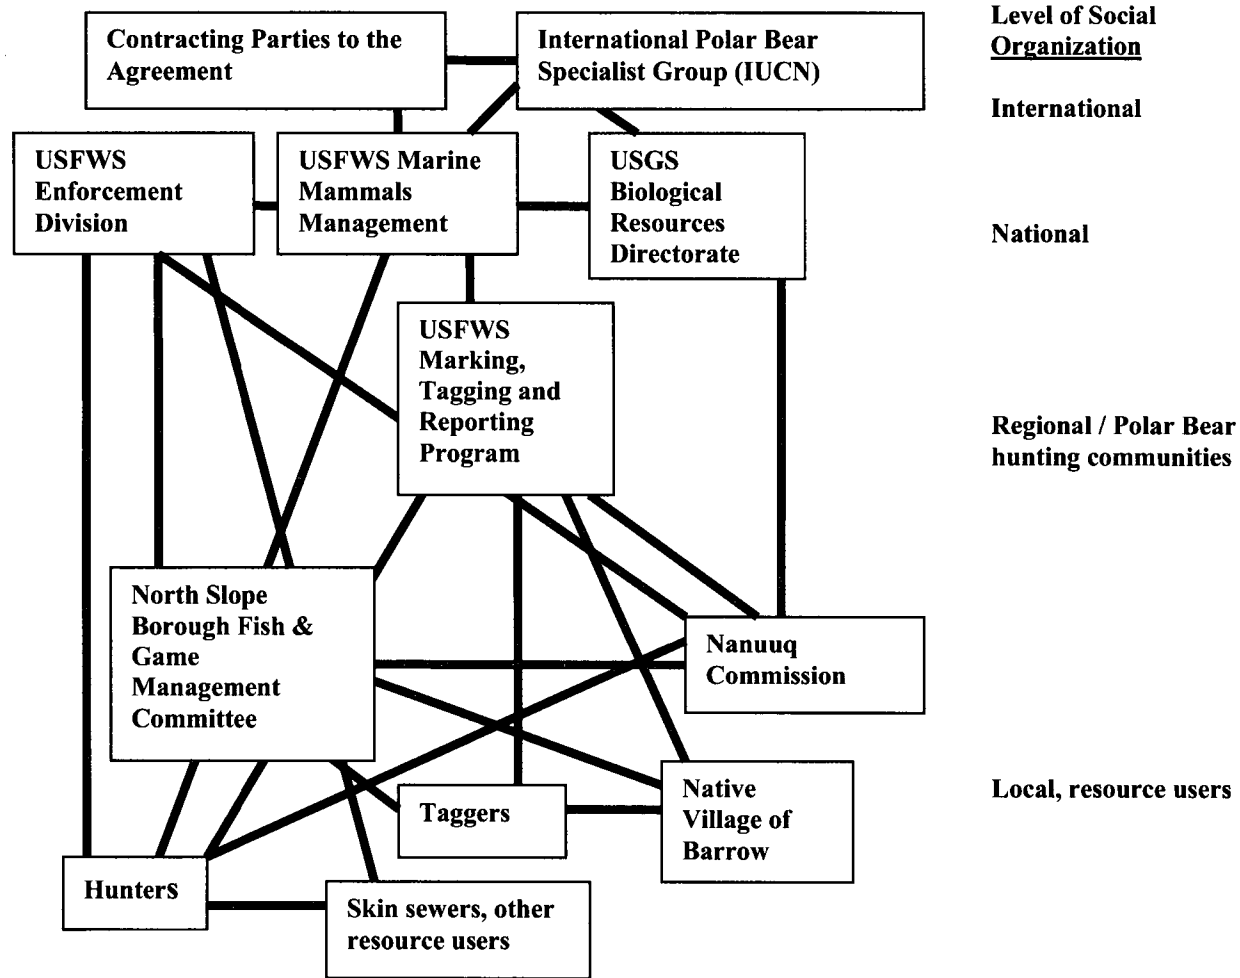 Contracting Parties to the
Agreement
International Polar Bear
Specialist Group (IUCN)
Level of Social
Organization
International
USFWS
Enforcement
Division
USFWS Marine
Mammals
Management
USGS
Biological
Resources
Directorate
National
USFWS
Marking,
Tagging and
Reporting
Program
Regional / Polar Bear
hunting communities
North Slope
Borough Fish &
Game
Management
Committee
Nanuuq
Commission
Taggers
Native
Village of
Barrow
Local, resource users
Hunters
Skin sewers, other
resource users